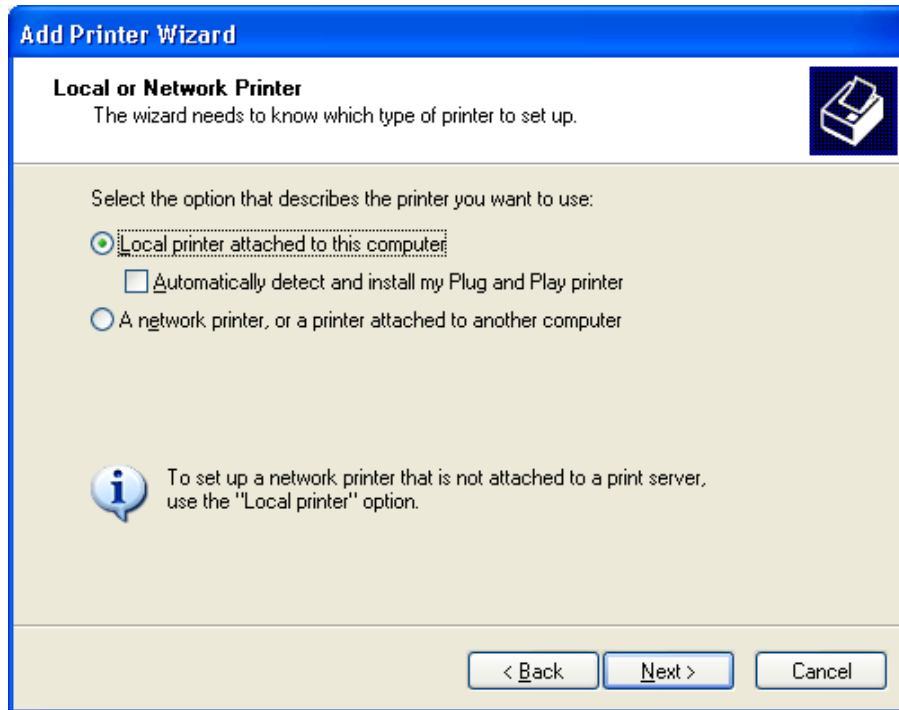 Add Printer Wizard
Local or Network Printer
The wizard needs to know which type of printer to set up.
Select the option that describes the printer you want to use:
Local printer attached to this computer
Automatically detect and install my Plug and Play printer
A network printer, or a printer attached to another computer
To set up a network printer that is not attached to a print server,
use the "Local printer" option.
< Back Next > Cancel